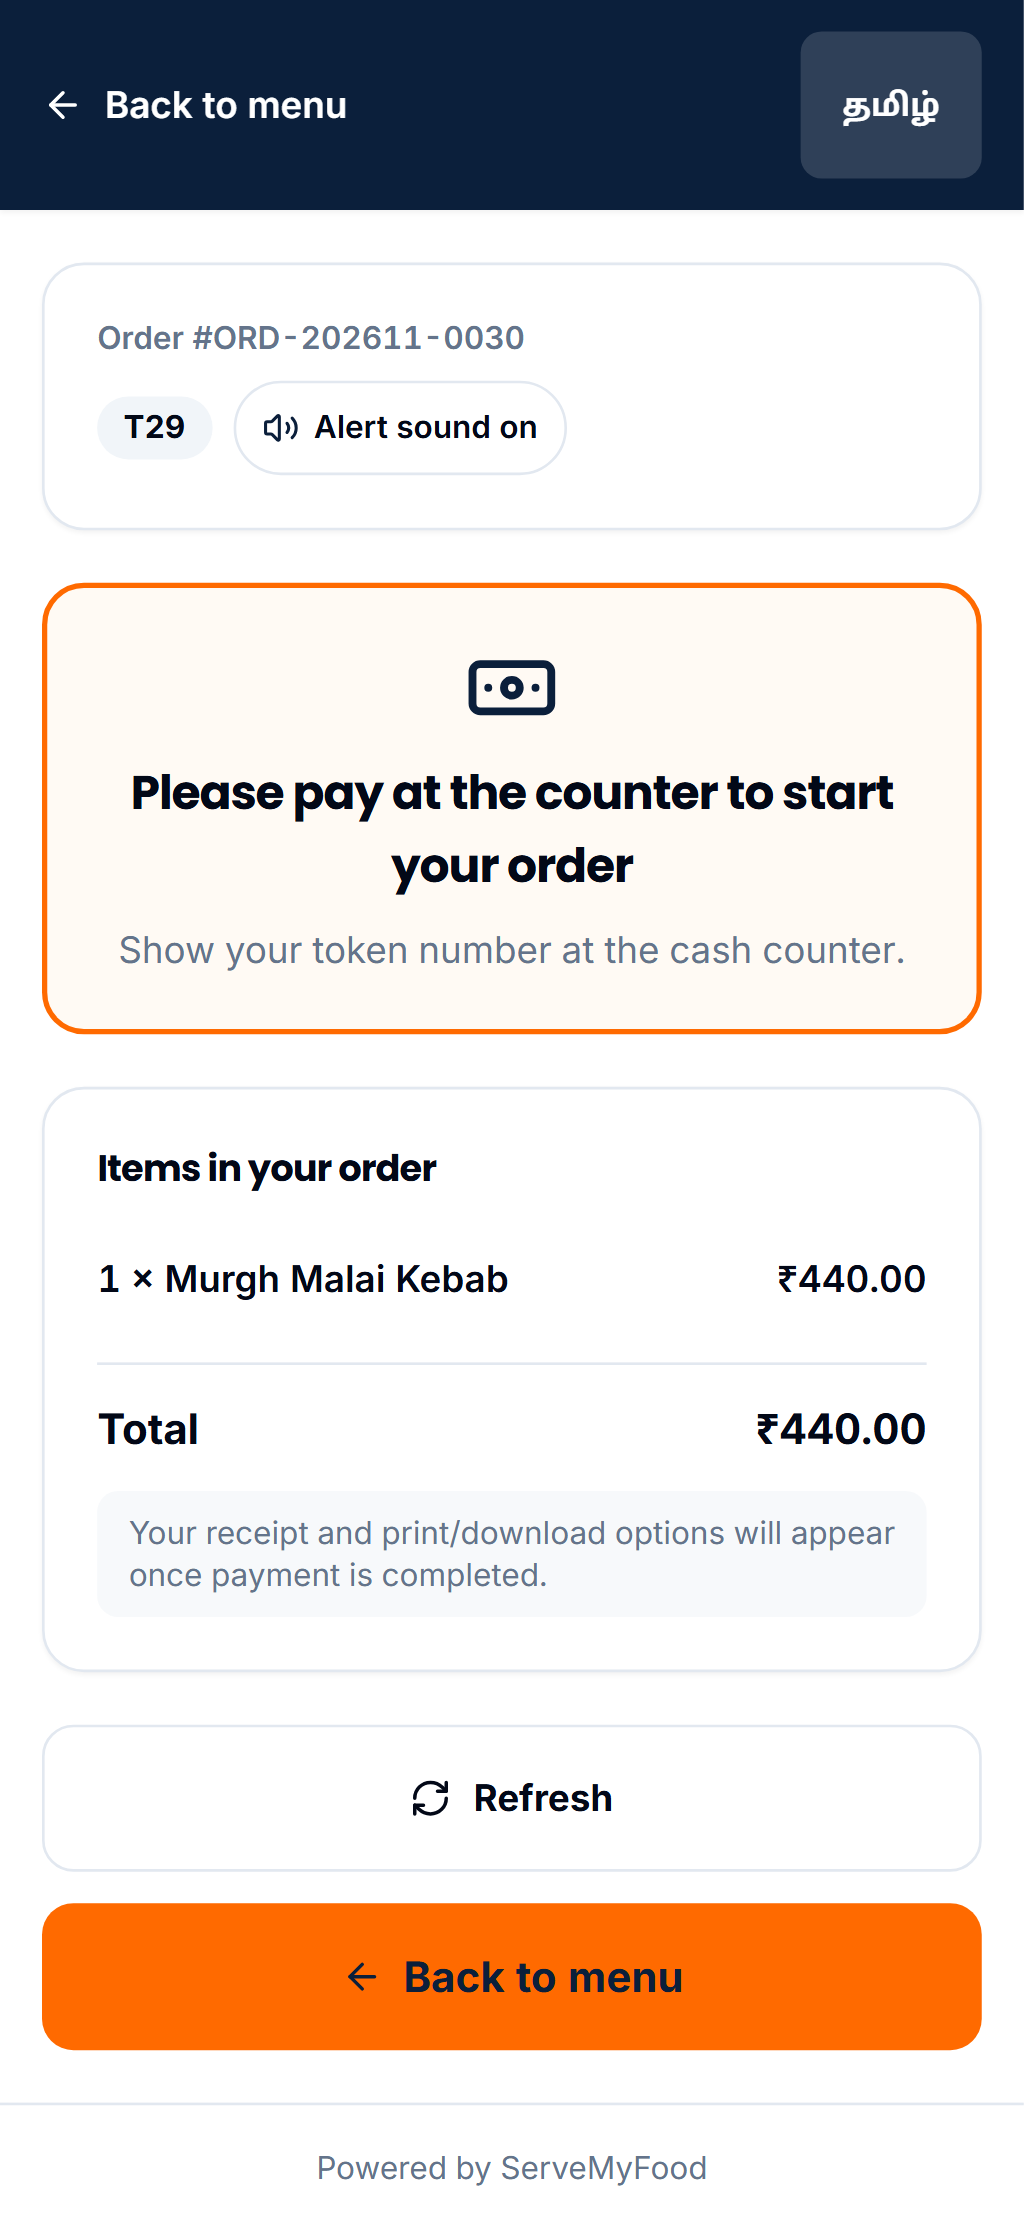 Back to menu
தமிழ்
Order #ORD-202611-0030
T29
Alert sound on
Please pay at the counter to start
your order
Show your token number at the cash counter.
Items in your order
1 × Murgh Malai Kebab ₹440.00
Total ₹440.00
Your receipt and print/download options will appear
once payment is completed.
Refresh
Back to menu
Powered by ServeMyFood